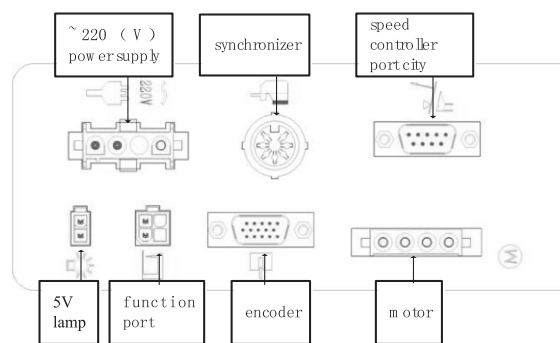 ~220 ( V )
power supply
synchronizer
speed
controller
port city
220V
M
5V
lamp
function
port
encoder
motor